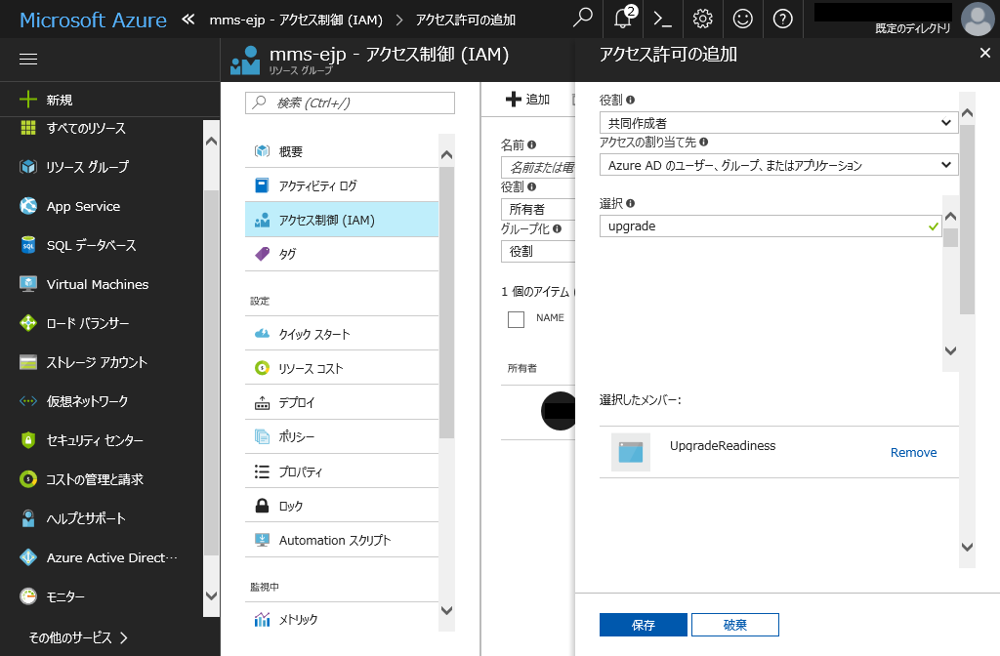 Microsoft Azure
mms-ejp - アクセス制御 (IAM)
アクセス許可の追加
2
既定のディレクトリ
新規
すべてのリソース
リソース グループ
App Service
SQL データベース
Virtual Machines
ロード バランサー
ストレージ アカウント
仮想ネットワーク
セキュリティ センター
コストの管理と請求
ヘルプとサポート
Azure Active Direct…
モニター
その他のサービス
mms-ejp - アクセス制御 (IAM)
リソース グループ
検索 (Ctrl+/)
概要
アクティビティ ログ
アクセス制御 (IAM)
タグ
設定
クイック スタート
リソース コスト
デプロイ
ポリシー
プロパティ
ロック
Automation スクリプト
監視中
メトリック
追加
名前
名前または電
役割
所有者
グループ化
役割
1 個のアイテム (
NAME
所有者
アクセス許可の追加
役割
共同作成者
アクセスの割り当て先
Azure AD のユーザー、グループ、またはアプリケーション
選択
upgrade
選択したメンバー:
UpgradeReadiness
Remove
保存
破棄